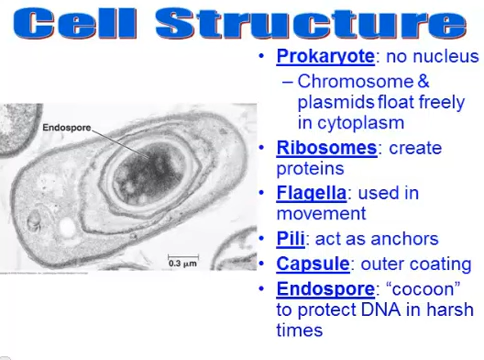 Cell Structure
• Prokaryote: no nucleus
– Chromosome &
plasmids float freely
in cytoplasm
• Ribosomes: create
proteins
• Flagella: used in
movement
• Pili: act as anchors
• Capsule: outer coating
• Endospore: “cocoon”
to protect DNA in harsh
times
Endospore
0.3 µm